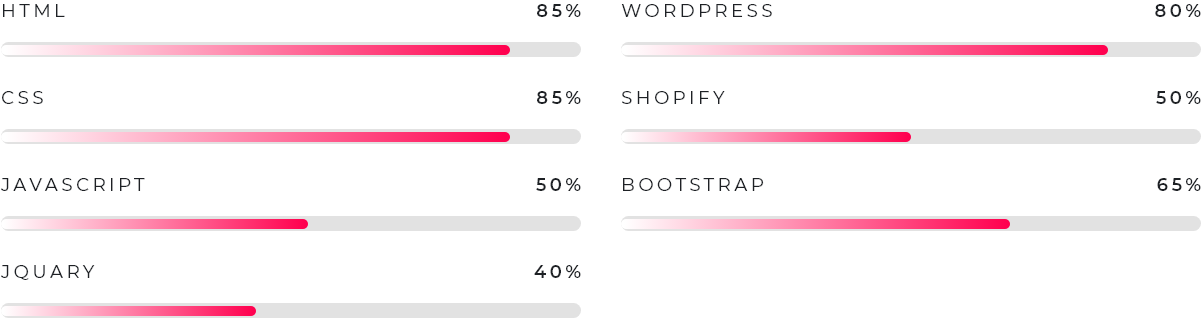 HTML 85%
CSS 85%
JAVASCRIPT 50%
JQUARY 40%
WORDPRESS 80%
SHOPIFY 50%
BOOTSTRAP 65%